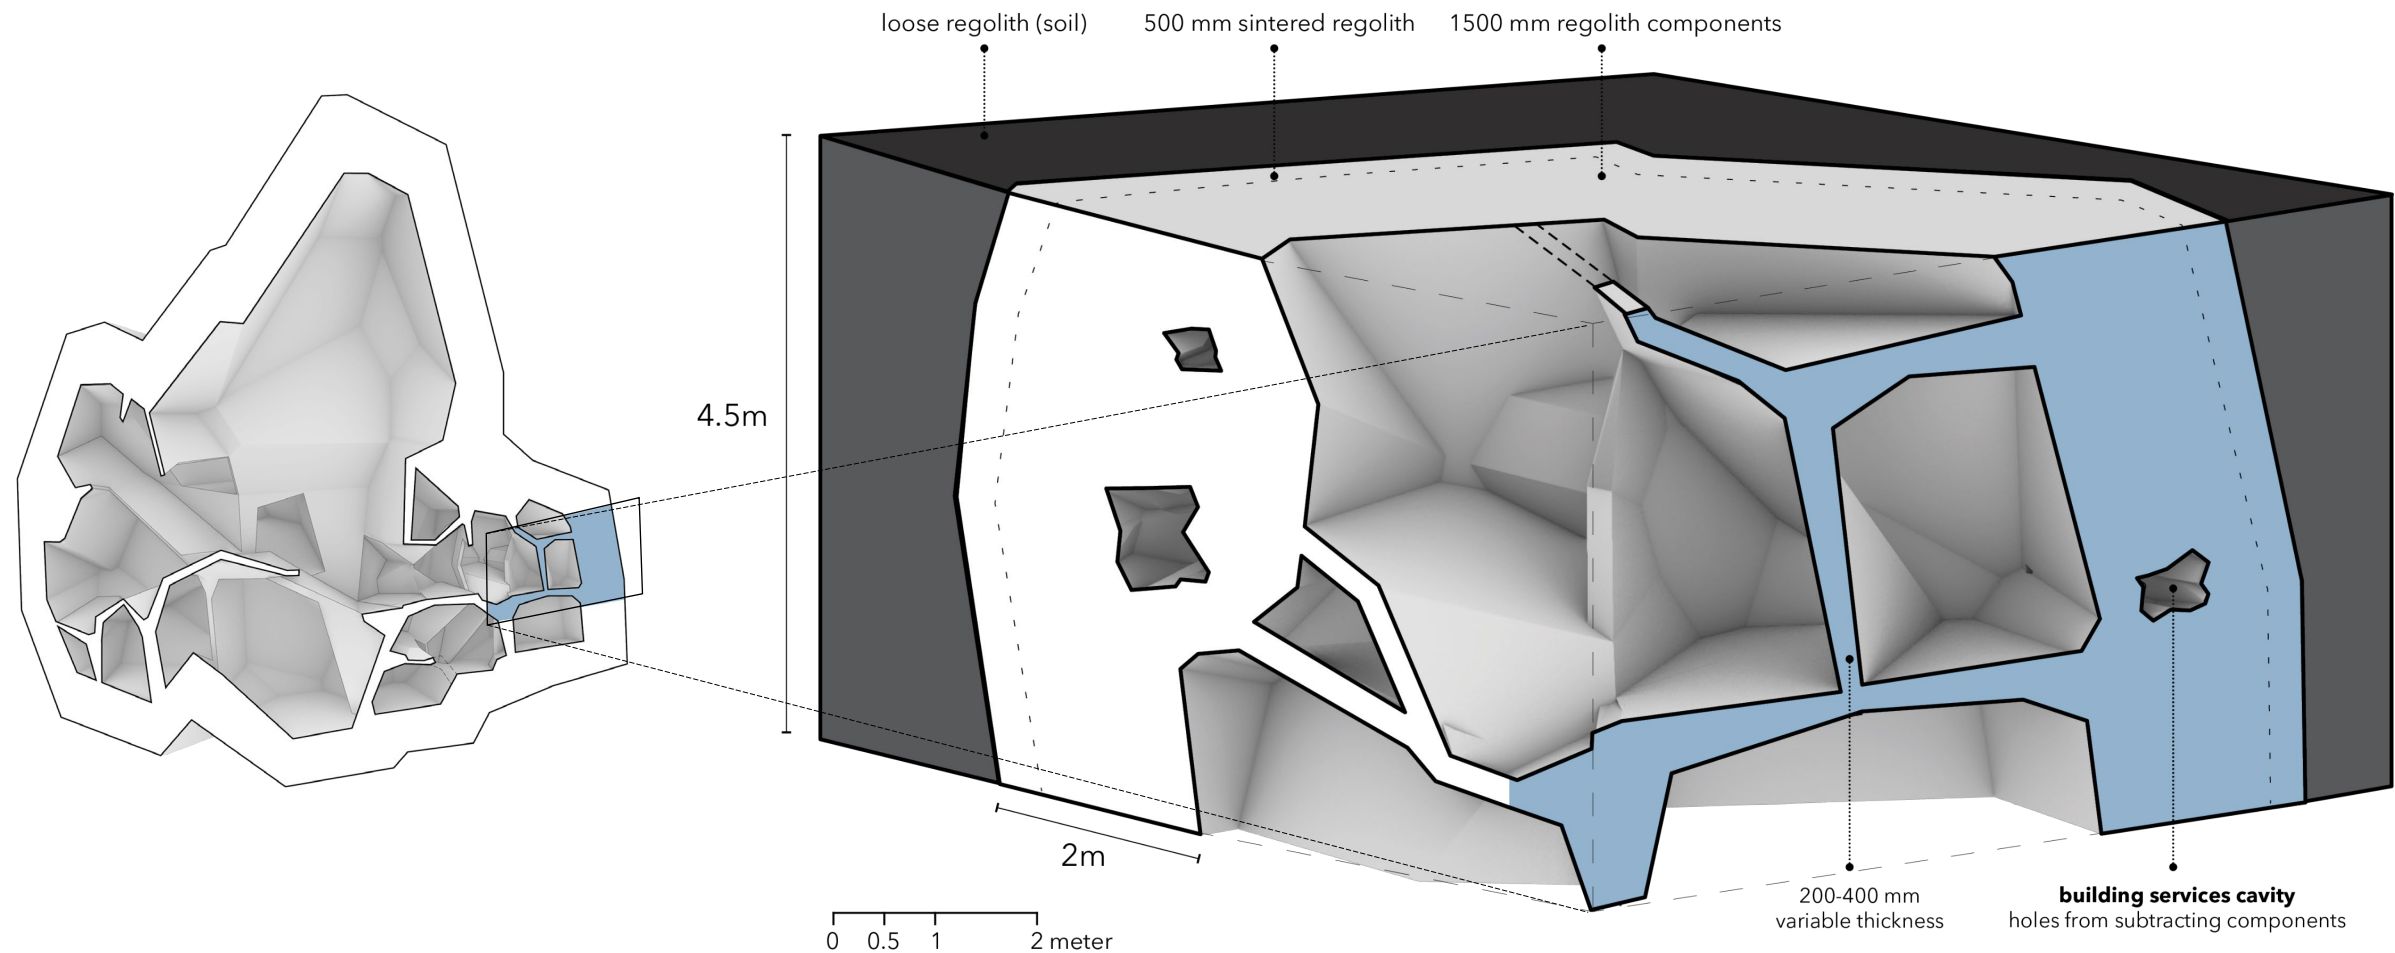 loose regolith (soil)
500 mm sintered regolith
1500 mm regolith components
4.5m
2m
0 0.5 1 2 meter
200-400 mm
variable thickness
building services cavity
holes from subtracting components